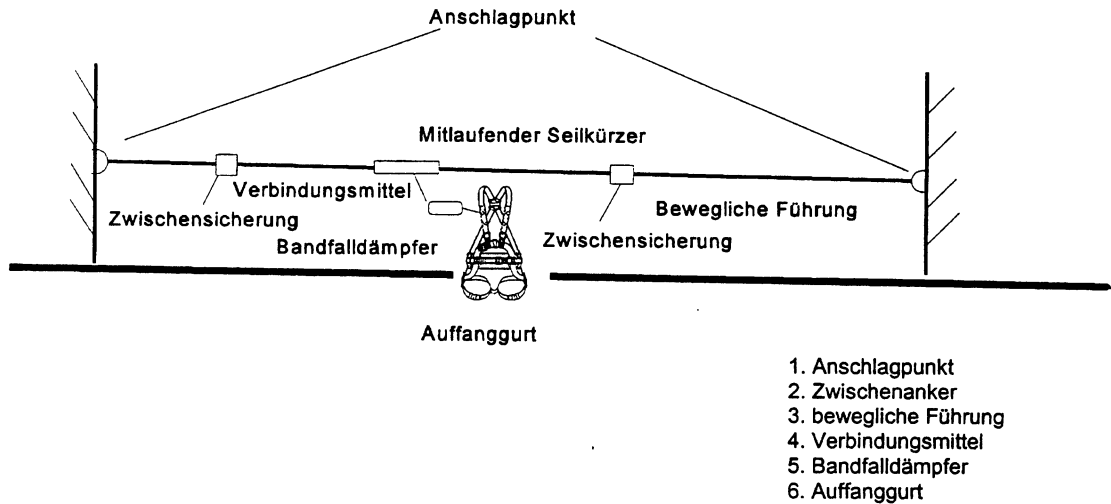 Anschlagpunkt
Mitlaufender Seilkürzer
Verbindungsmittel
Zwischensicherung
Bewegliche Führung
Bandfalldämpfer
Zwischensicherung
Auffanggurt
1. Anschlagpunkt
2. Zwischenanker
3. bewegliche Führung
4. Verbindungsmittel
5. Bandfalldämpfer
6. Auffanggurt